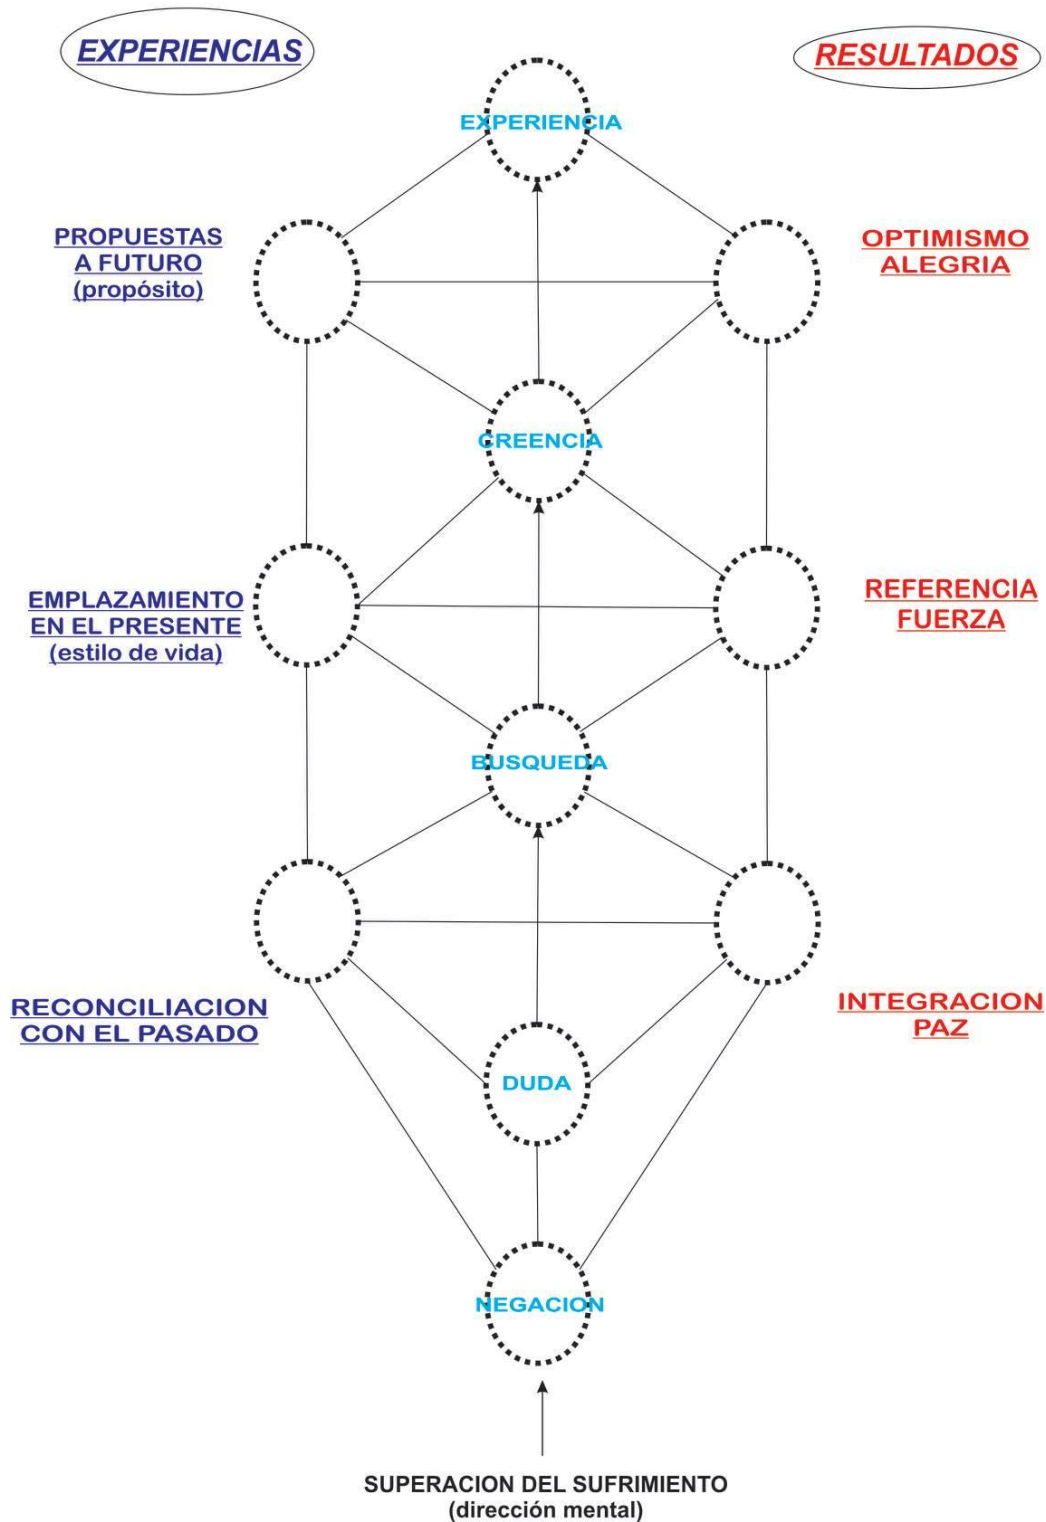 EXPERIENCIAS
RESULTADOS
EXPERIENCIA
PROPUESTAS
A FUTURO
(propósito)
OPTIMISMO
ALEGRIA
CREENCIA
EMPLAZAMIENTO
EN EL PRESENTE
(estilo de vida)
REFERENCIA
FUERZA
BUSQUEDA
RECONCILIACION
CON EL PASADO
INTEGRACION
PAZ
DUDA
NEGACION
SUPERACION DEL SUFRIMIENTO
(dirección mental)